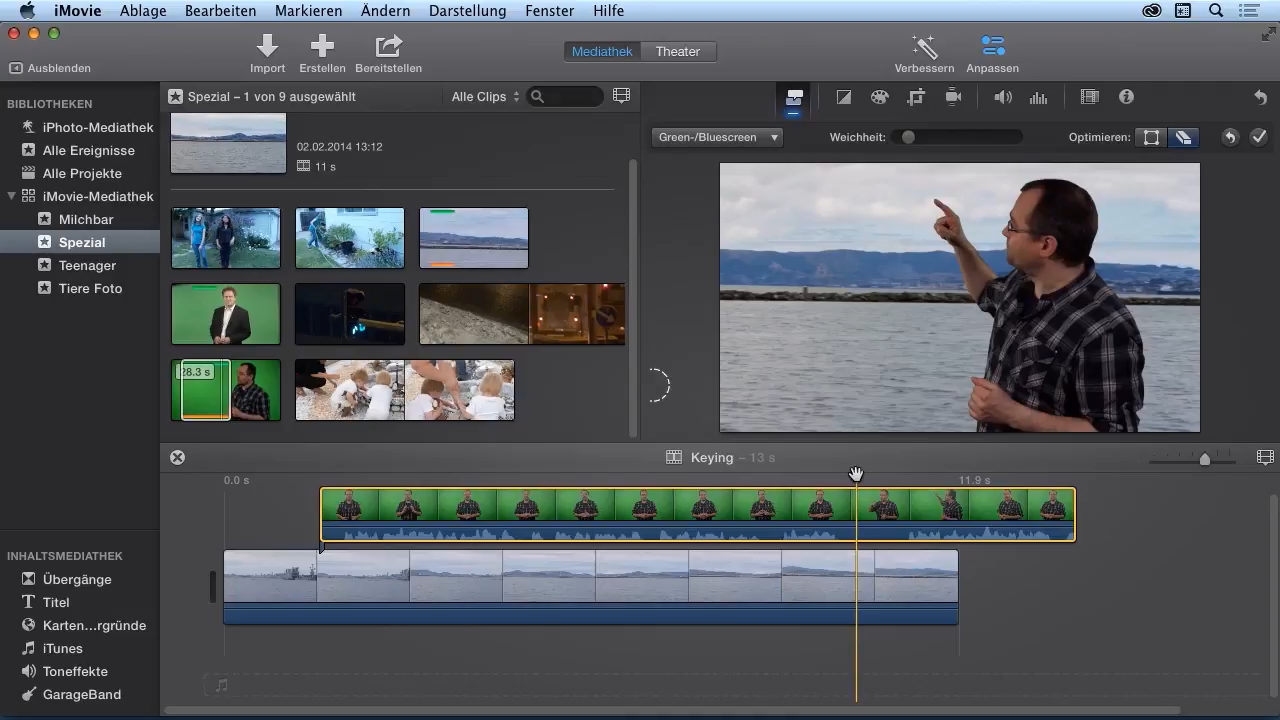 iMovie Ablage Bearbeiten Markieren Ändern Darstellung Fenster Hilfe
Ausblenden
Import
Erstellen
Bereitstellen
Mediathek
Theater
Verbessern
Anpassen
BIBLIOTHEKEN
iPhoto-Mediathek
Alle Ereignisse
Alle Projekte
iMovie-Mediathek
Milchbar
Spezial
Teenager
Tiere Foto
INHALTSMEDIATHEK
Übergänge
Titel
Karten...rgründe
iTunes
Toneffekte
GarageBand
Spezial – 1 von 9 ausgewählt
Alle Clips
02.02.2014 13:12
11 s
28.3 s
Green-/Bluescreen
Weichheit:
Optimieren:
Keying – 13 s
0.0 s
11.9 s